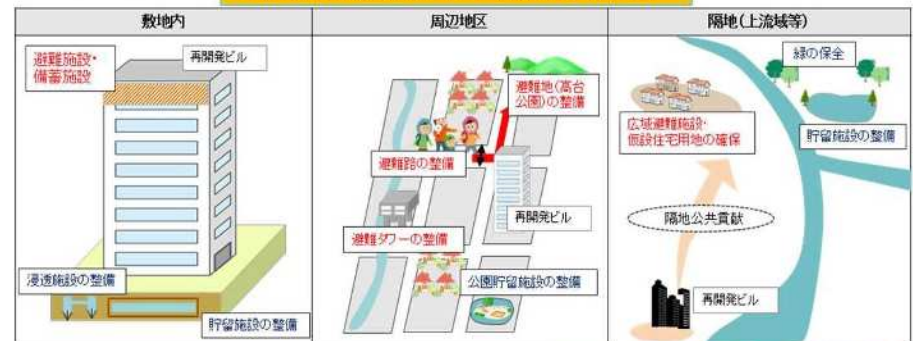 敷地内
周辺地区
隔地(上流域等)
避難施設・
備蓄施設
再開発ビル
浸透施設の整備
貯留施設の整備
避難地(高台
公園)の整備
避難路の整備
再開発ビル
避難タワーの整備
公園貯留施設の整備
緑の保全
広域避難施設・
仮設住宅用地の確保
貯留施設の整備
隔地公共貢献
再開発ビル